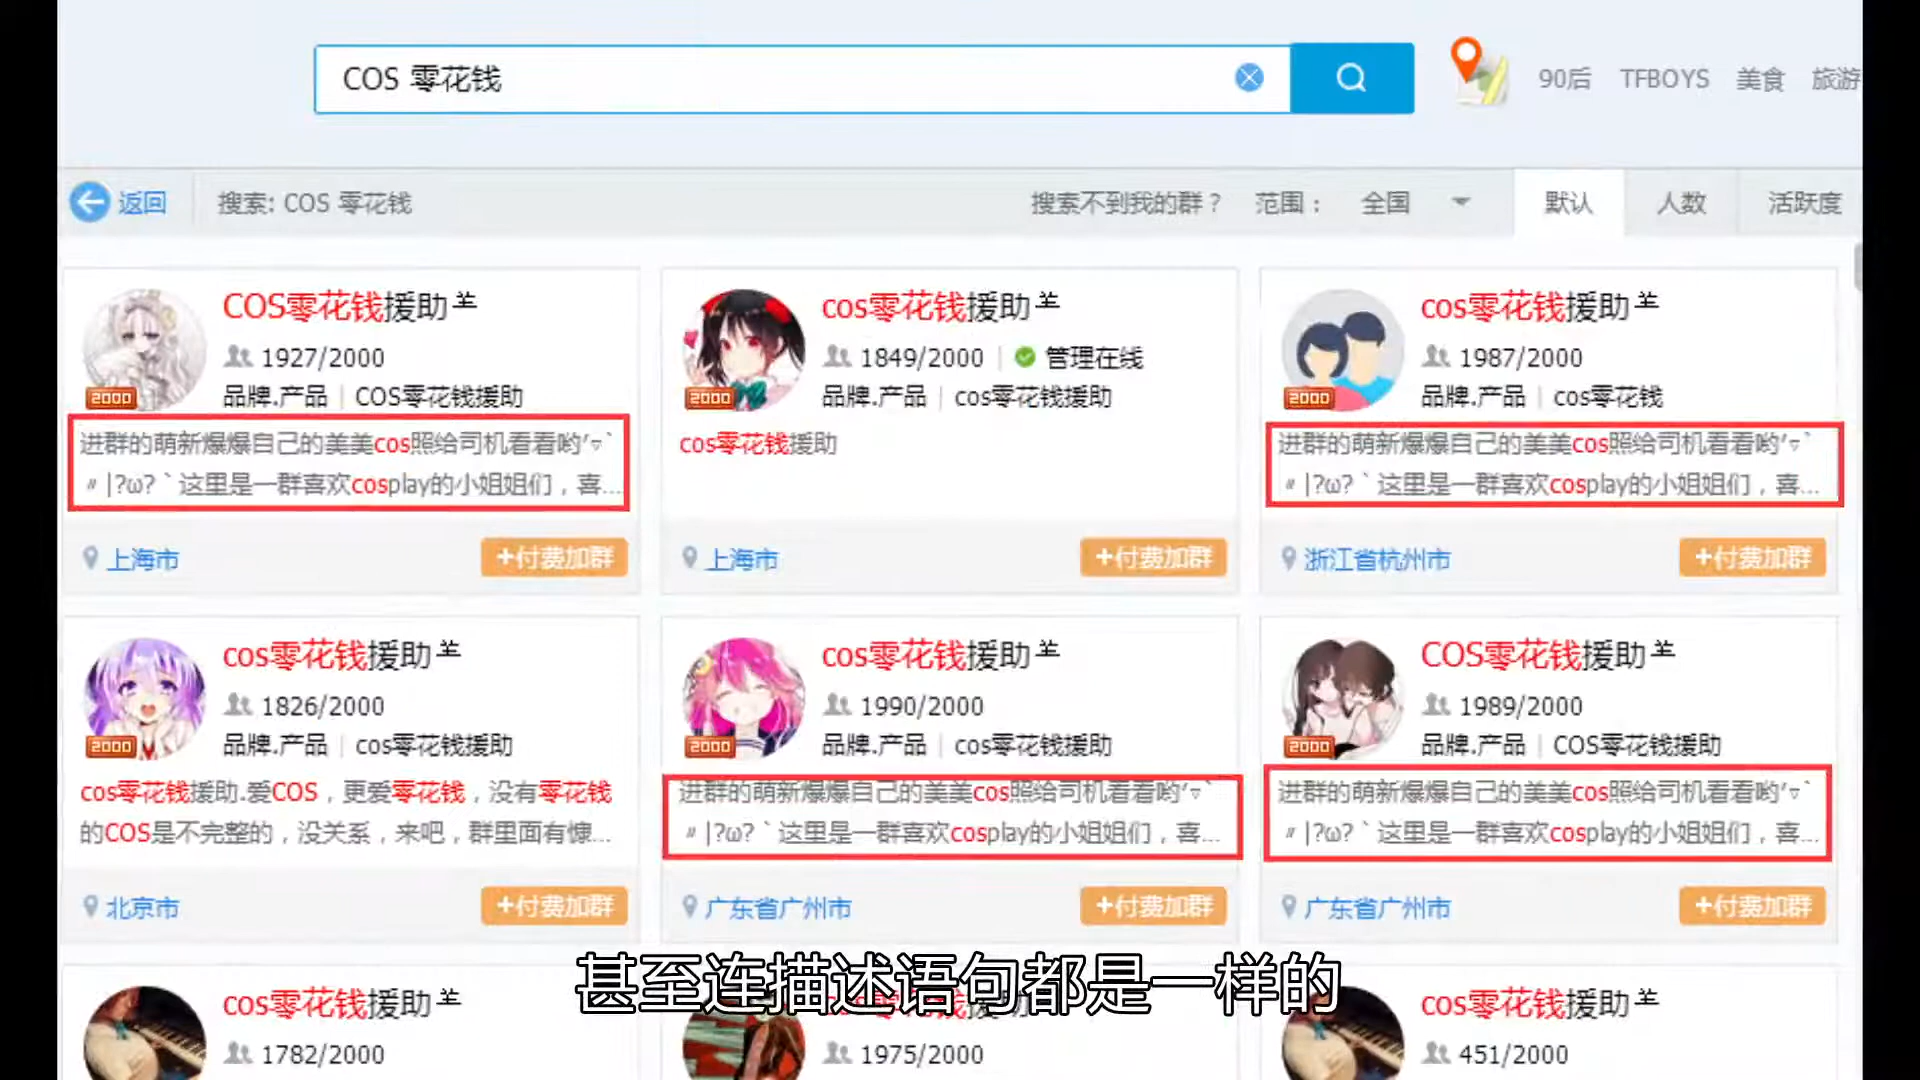 COS 零花钱
90后 TFBOYS 美食 旅游
返回 搜索: COS 零花钱 搜索不到我的群？ 范围： 全国 默认 人数 活跃度
COS零花钱援助
1927/2000
品牌.产品 | COS零花钱援助
2000
进群的萌新爆爆自己的美美cos照给司机看看哟′▿`
〃|?ω?｀这里是一群喜欢cosplay的小姐姐们，喜...
上海市 +付费加群
cos零花钱援助
1849/2000 | 管理在线
品牌.产品 | cos零花钱援助
2000
cos零花钱援助
上海市 +付费加群
cos零花钱援助
1987/2000
品牌.产品 | cos零花钱
2000
进群的萌新爆爆自己的美美cos照给司机看看哟′▿`
〃|?ω?｀这里是一群喜欢cosplay的小姐姐们，喜...
浙江省杭州市 +付费加群
cos零花钱援助
1826/2000
品牌.产品 | cos零花钱援助
2000
cos零花钱援助.爱COS，更爱零花钱，没有零花钱
的COS是不完整的，没关系，来吧，群里面有慷...
北京市 +付费加群
cos零花钱援助
1990/2000
品牌.产品 | cos零花钱援助
2000
进群的萌新爆爆自己的美美cos照给司机看看哟′▿`
〃|?ω?｀这里是一群喜欢cosplay的小姐姐们，喜...
广东省广州市 +付费加群
COS零花钱援助
1989/2000
品牌.产品 | COS零花钱援助
2000
进群的萌新爆爆自己的美美cos照给司机看看哟′▿`
〃|?ω?｀这里是一群喜欢cosplay的小姐姐们，喜...
广东省广州市 +付费加群
cos零花钱援助
1782/2000
1975/2000
cos零花钱援助
451/2000
甚至连描述语句都是一样的